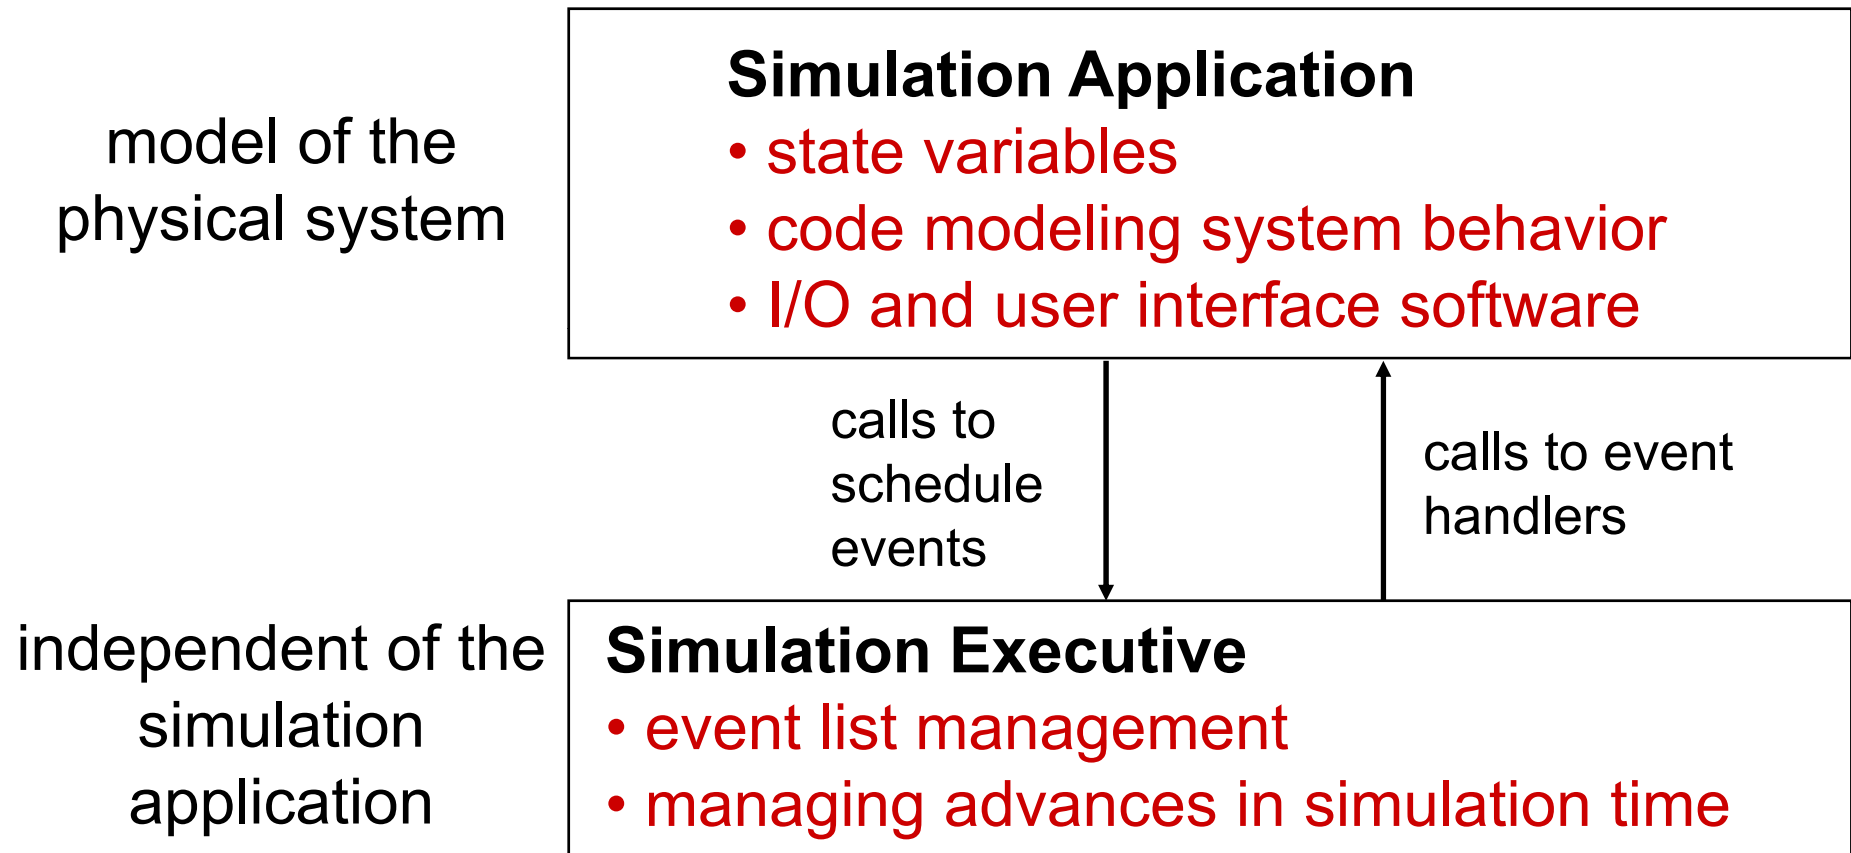 model of the
physical system
Simulation Application
• state variables
• code modeling system behavior
• I/O and user interface software
calls to
schedule
events
calls to event
handlers
independent of the
simulation
application
Simulation Executive
• event list management
• managing advances in simulation time